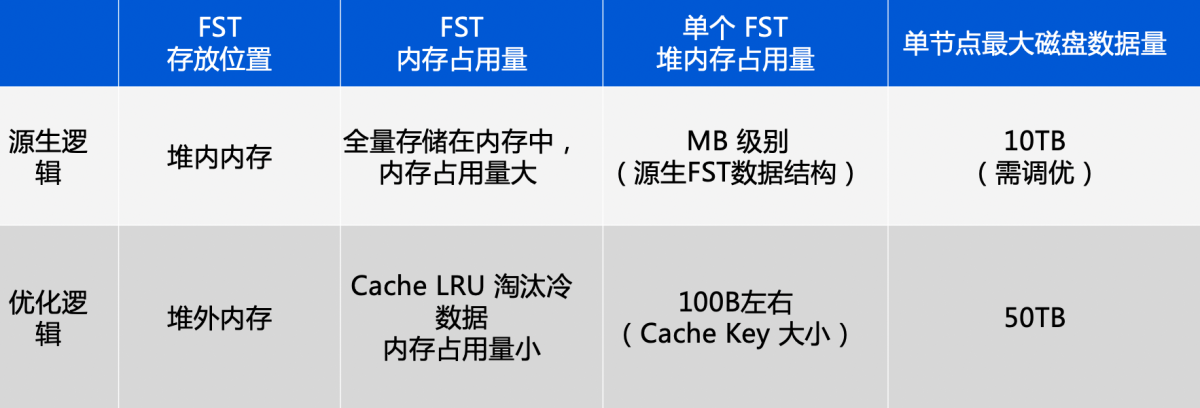 FST
存放位置
FST
内存占用量
单个 FST
堆内存占用量
单节点最大磁盘数据量
源生逻
辑
堆内内存
全量存储在内存中，
内存占用量大
MB 级别
（源生FST数据结构）
10TB
（需调优）
优化逻
辑
堆外内存
Cache LRU 淘汰冷
数据
内存占用量小
100B左右
（Cache Key 大小）
50TB